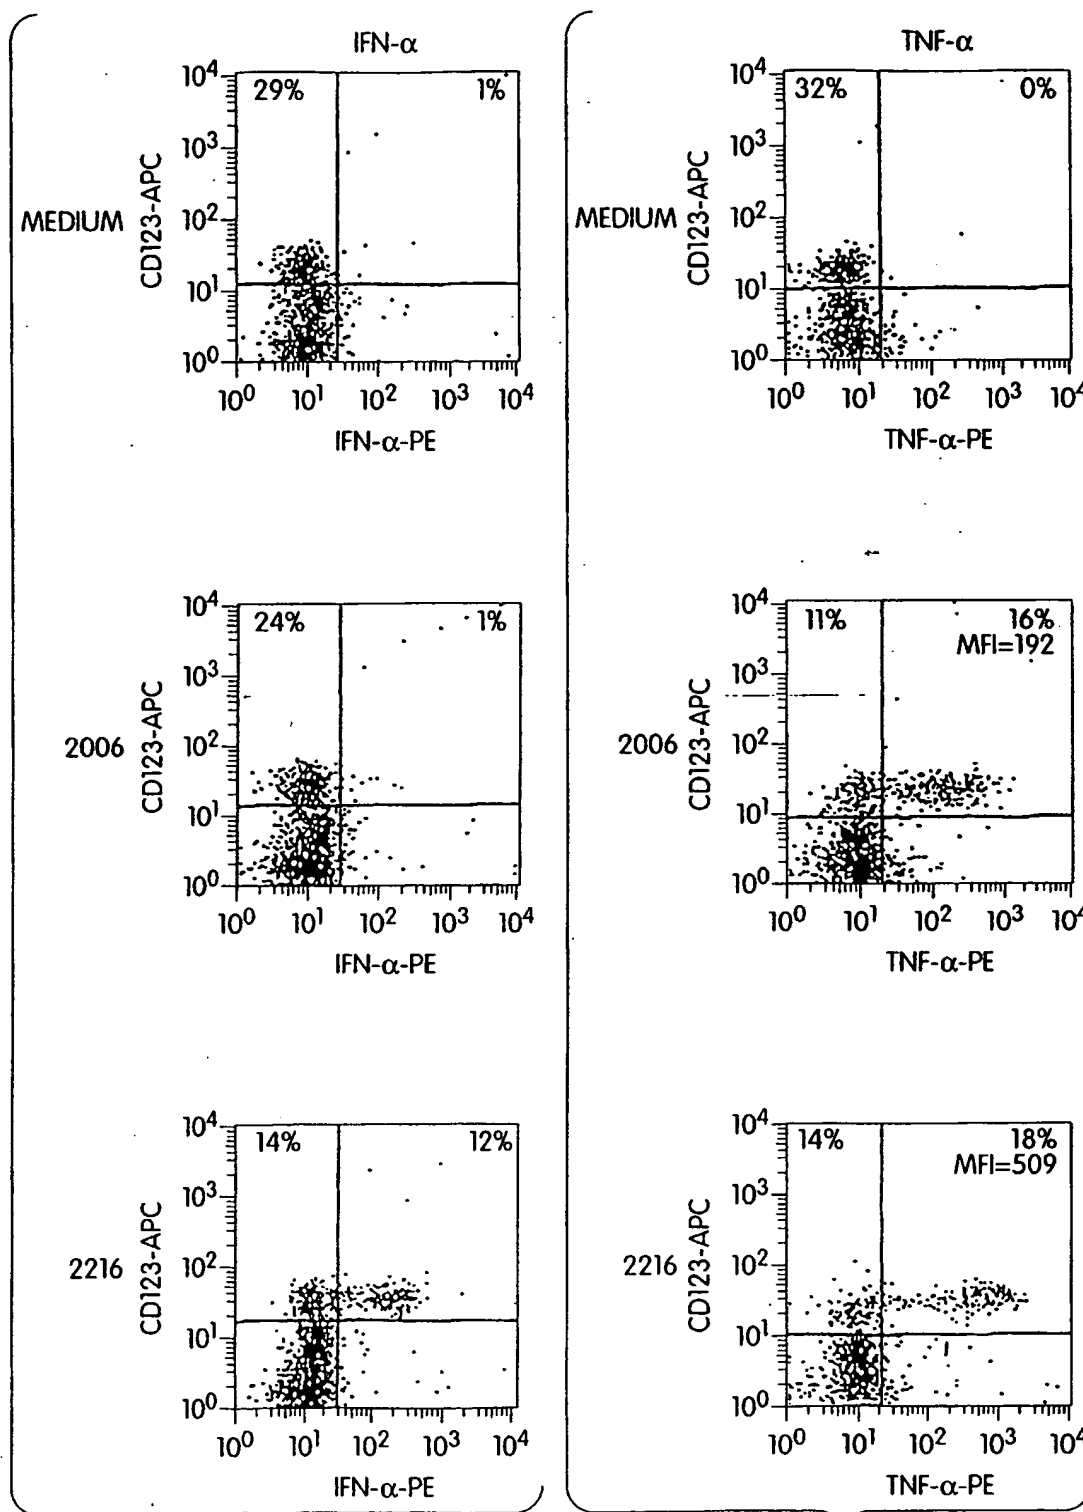 IFN-α
10⁴
29%
1%
10³
10²
10¹
10⁰
CD123-APC
MEDIUM
10⁰ 10¹ 10² 10³ 10⁴
IFN-α-PE
TNF-α
10⁴
32%
0%
10³
10²
10¹
10⁰
CD123-APC
MEDIUM
10⁰ 10¹ 10² 10³ 10⁴
TNF-α-PE
10⁴
24%
1%
10³
10²
10¹
10⁰
CD123-APC
2006
10⁰ 10¹ 10² 10³ 10⁴
IFN-α-PE
10⁴
11%
16%
MFI=192
10³
10²
10¹
10⁰
CD123-APC
2006
10⁰ 10¹ 10² 10³ 10⁴
TNF-α-PE
10⁴
14%
12%
10³
10²
10¹
10⁰
CD123-APC
2216
10⁰ 10¹ 10² 10³ 10⁴
IFN-α-PE
10⁴
14%
18%
MFI=509
10³
10²
10¹
10⁰
CD123-APC
2216
10⁰ 10¹ 10² 10³ 10⁴
TNF-α-PE